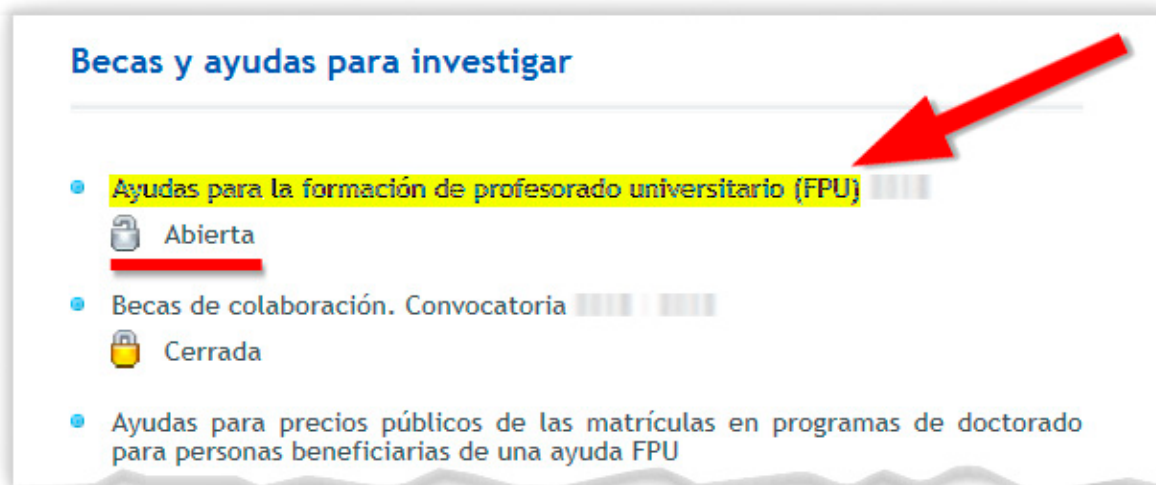 Becas y ayudas para investigar
Ayudas para la formación de profesorado universitario (FPU)
Abierta
Becas de colaboración. Convocatoria
Cerrada
Ayudas para precios públicos de las matrículas en programas de doctorado
para personas beneficiarias de una ayuda FPU